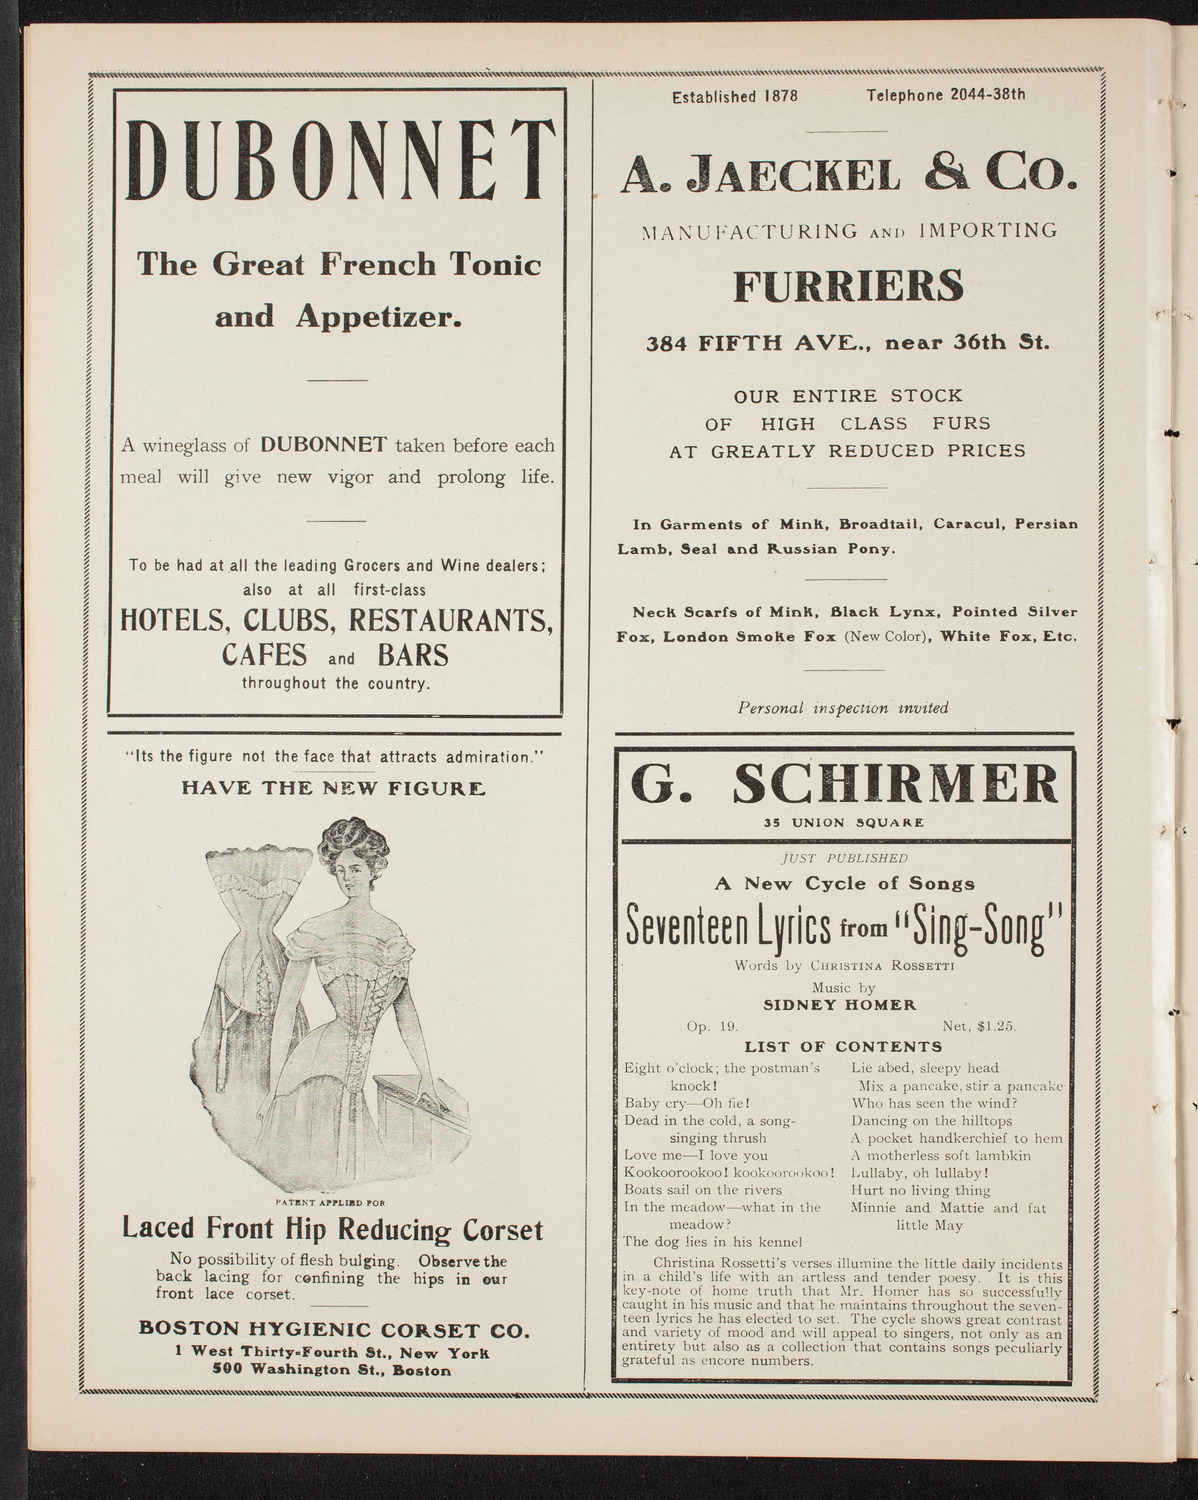 DUBONNET
The Great French Tonic
and Appetizer.
A wineglass of DUBONNET taken before each
meal will give new vigor and prolong life.
To be had at all the leading Grocers and Wine dealers;
also at all first-class
HOTELS, CLUBS, RESTAURANTS,
CAFES and BARS
throughout the country.
"Its the figure not the face that attracts admiration."
HAVE THE NEW FIGURE
PATENT APPLIED FOR
Laced Front Hip Reducing Corset
No possibility of flesh bulging. Observe the
back lacing for confining the hips in our
front lace corset.
BOSTON HYGIENIC CORSET CO.
1 West Thirty-Fourth St., New York
500 Washington St., Boston
Established 1878 Telephone 2044-38th
A. JAECKEL & CO.
MANUFACTURING AND IMPORTING
FURRIERS
384 FIFTH AVE., near 36th St.
OUR ENTIRE STOCK
OF HIGH CLASS FURS
AT GREATLY REDUCED PRICES
In Garments of Mink, Broadtail, Caracul, Persian
Lamb, Seal and Russian Pony.
Neck Scarfs of Mink, Black Lynx, Pointed Silver
Fox, London Smoke Fox (New Color), White Fox, Etc.
Personal inspection invited
G. SCHIRMER
35 UNION SQUARE
JUST PUBLISHED
A New Cycle of Songs
Seventeen Lyrics from "Sing-Song"
Words by CHRISTINA ROSSETTI
Music by
SIDNEY HOMER
Op. 19. Net, $1.25.
LIST OF CONTENTS
Eight o'clock; the postman's
knock!
Baby cry—Oh fie!
Dead in the cold, a song-
singing thrush
Love me—I love you
Kookoorookoo! kookoorookoo!
Boats sail on the rivers
In the meadow—what in the
meadow?
The dog lies in his kennel
Lie abed, sleepy head
Mix a pancake, stir a pancake
Who has seen the wind?
Dancing on the hilltops
A pocket handkerchief to hem
A motherless soft lambkin
Lullaby, oh lullaby!
Hurt no living thing
Minnie and Mattie and fat
little May
Christina Rossetti's verses illumine the little daily incidents
in a child's life with an artless and tender poesy. It is this
key-note of home truth that Mr. Homer has so successfully
caught in his music and that he maintains throughout the seven-
teen lyrics he has elected to set. The cycle shows great contrast
and variety of mood and will appeal to singers, not only as an
entirety but also as a collection that contains songs peculiarly
grateful as encore numbers.